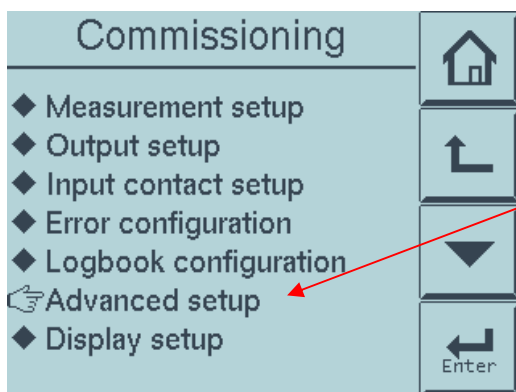 Commissioning
Measurement setup
Output setup
Input contact setup
Error configuration
Logbook configuration
Advanced setup
Display setup
Enter